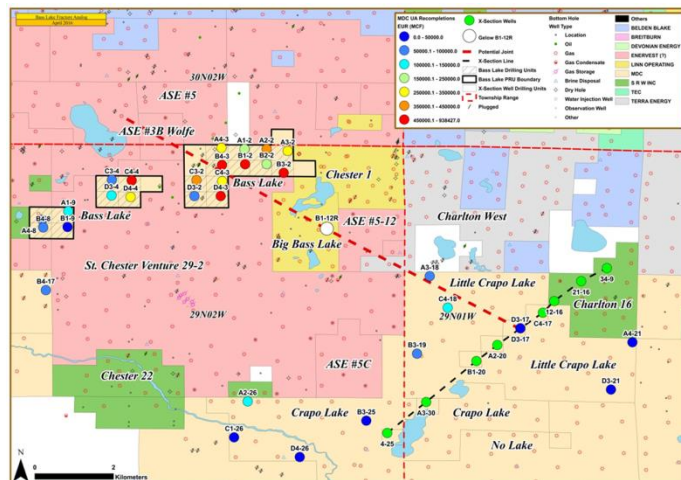 Bass Lake Fracture Analog
April 2016
MDC UA Recompletions
EUR (MCF)
0.0 - 50000.0
50000.1 - 100000.0
100000.1 - 150000.0
150000.1 - 250000.0
250000.1 - 350000.0
350000.1 - 450000.0
450000.1 - 538427.0
X-Section Wells
Gelow B1-12R
Potential Joint
X-Section Line
Bass Lake Drilling Units
Bass Lake PRU Boundary
X-Section Well Drilling Units
Township Range
Plugged
Bottom Hole
Well Type
Location
Oil
Gas
Gas Condensate
Gas Storage
Brine Disposal
Dry Hole
Water Injection Well
Observation Well
Other
Others
BELDEN BLAKE
BREITBURN
DEVONIAN ENERGY
ENERVEST (?)
LINN OPERATING
MDC
S R W INC
TEC
TERRA ENERGY
30N02W
ASE #5
ASE #3B Wolfe
A4-3
A1-2
A2-2
A3-2
B4-3
B1-2
B2-2
B3-2
C3-4
C4-4
C3-2
C4-3
D3-4
D4-4
D3-2
D4-3
Bass Lake
Chester 1
A1-9
Bass Lake
B4-8
B1-9
A4-8
B1-12R
ASE #5-12
Charlton West
Big Bass Lake
St. Chester Venture 29-2
A3-18
Little Crapo Lake
34-9
21-16
B4-17
C4-18
12-16
Charlton 16
29N02W
29N01W
D3-17
C4-17
D3-17
A4-21
B3-19
A2-20
B1-20
Little Crapo Lake
ASE #5C
Chester 22
D3-21
A2-26
A3-30
Crapo Lake
Crapo Lake
B3-25
C1-26
4-25
No Lake
D4-26
N
0
2
Kilometers